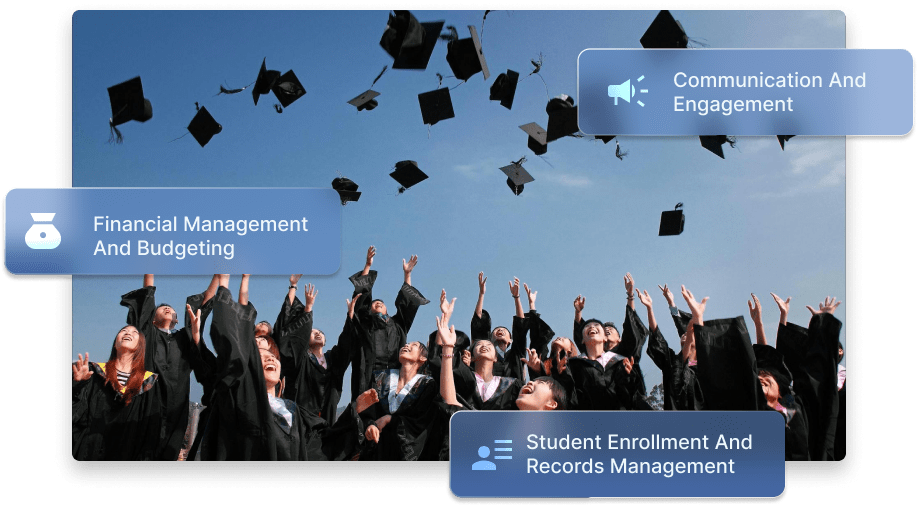 Communication And
Engagement
Financial Management
And Budgeting
Student Enrollment And
Records Management